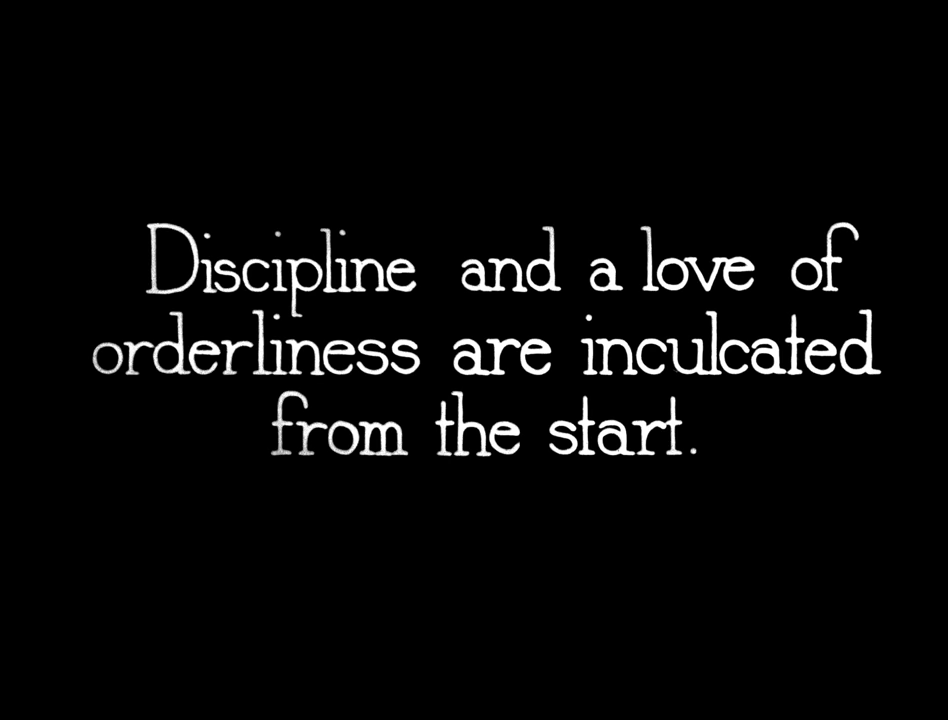 Discipline and a love of
orderliness are inculcated
from the start.